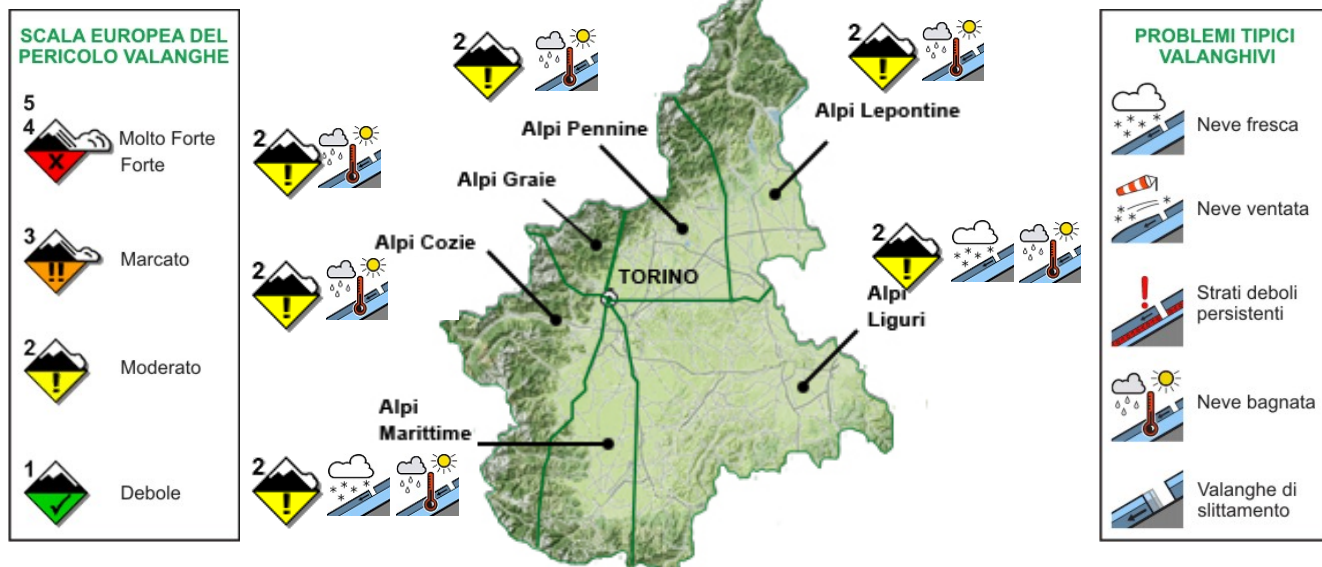 SCALA EUROPEA DEL
PERICOLO VALANGHE
5
4
Molto Forte
Forte
3
Marcato
2
Moderato
1
Debole
2
2
2
2
2
2
Alpi Lepontine
Alpi Pennine
Alpi Graie
Alpi Cozie
TORINO
Alpi
Liguri
Alpi
Marittime
PROBLEMI TIPICI
VALANGHIVI
Neve fresca
Neve ventata
Strati deboli
persistenti
Neve bagnata
Valanghe di
slittamento